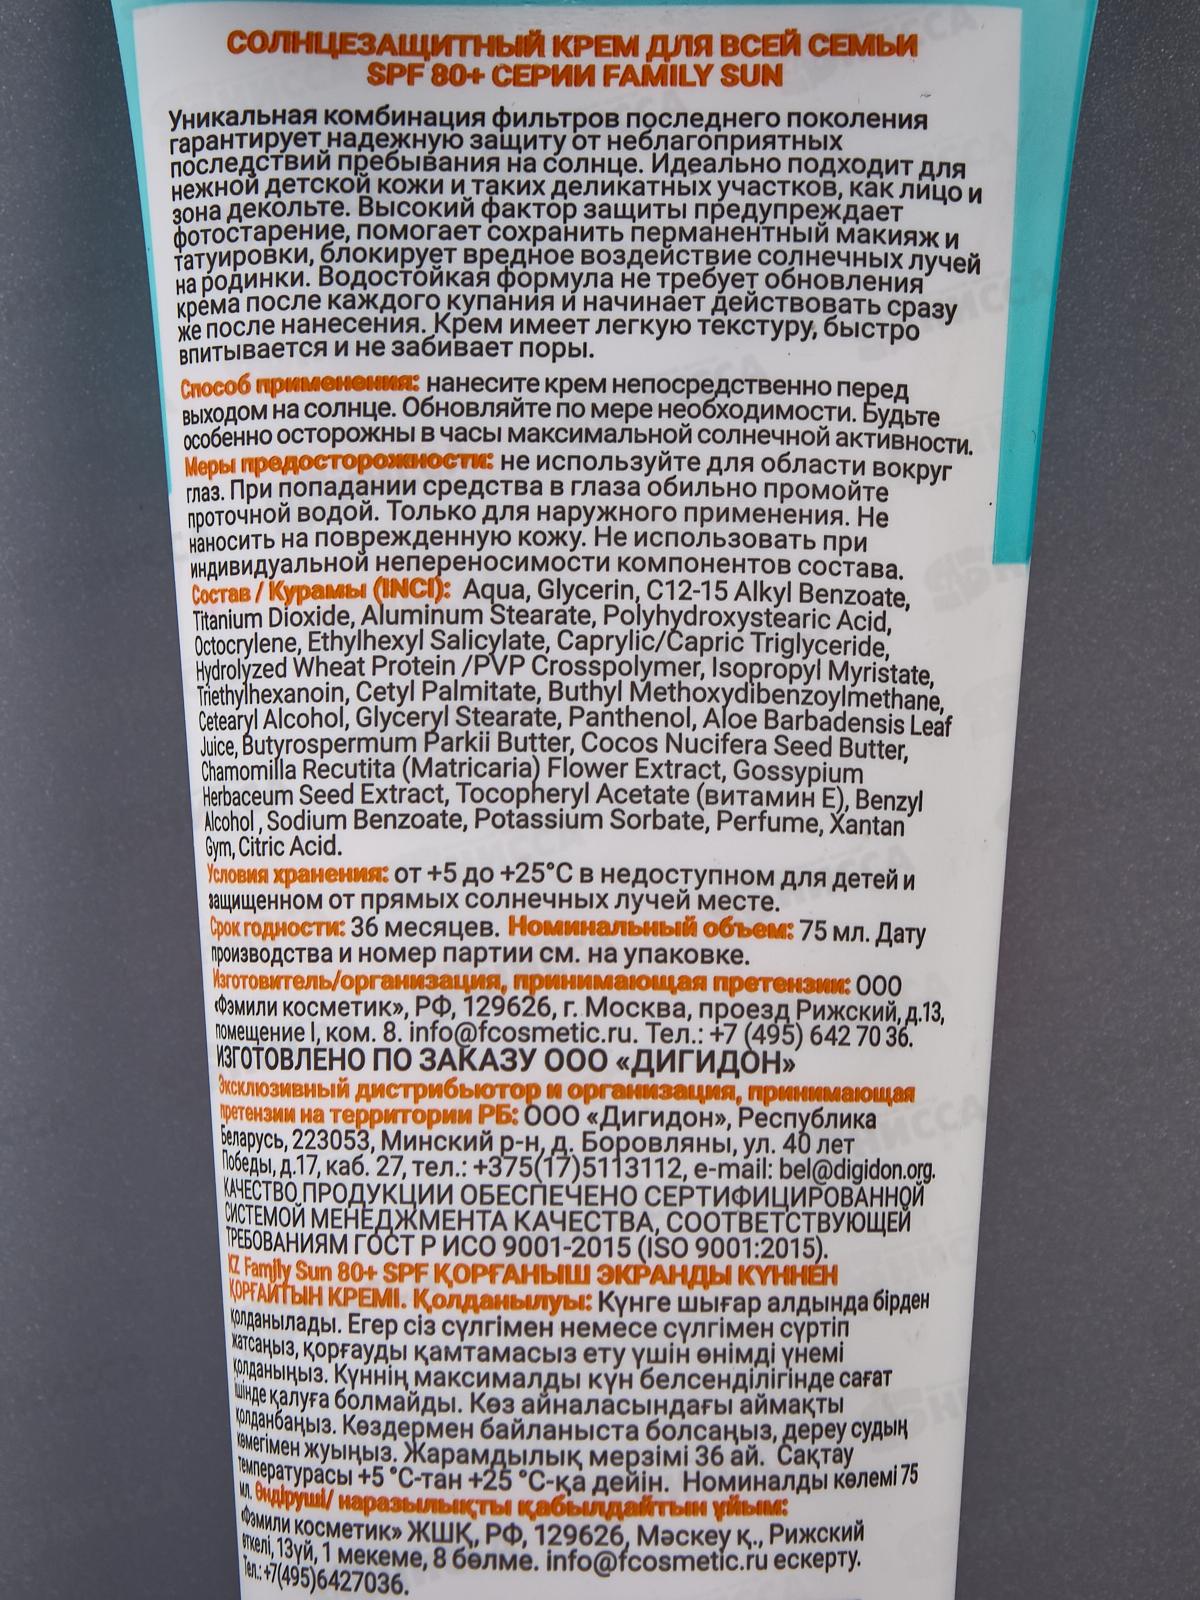 СОЛНЦЕЗАЩИТНЫЙ КРЕМ ДЛЯ ВСЕЙ СЕМЬИ
SPF 80+ СЕРИИ FAMILY SUN
Уникальная комбинация фильтров последнего поколения
гарантирует надежную защиту от неблагоприятных
последствий пребывания на солнце. Идеально подходит для
нежной детской кожи и таких деликатных участков, как лицо и
зона декольте. Высокий фактор защиты предупреждает
фотостарение, помогает сохранить перманентный макияж и
татуировки, блокирует вредное воздействие солнечных лучей
на родинки. Водостойкая формула не требует обновления
крема после каждого купания и начинает действовать сразу
же после нанесения. Крем имеет легкую текстуру, быстро
впитывается и не забивает поры.
Способ применения: нанесите крем непосредственно перед
выходом на солнце. Обновляйте по мере необходимости. Будьте
особенно осторожны в часы максимальной солнечной активности.
Меры предосторожности: не используйте для области вокруг
глаз. При попадании средства в глаза обильно промойте
проточной водой. Только для наружного применения. Не
наносить на поврежденную кожу. Не использовать при
индивидуальной непереносимости компонентов состава.
Состав / Курамы (INCI): Aqua, Glycerin, C12-15 Alkyl Benzoate,
Titanium Dioxide, Aluminum Stearate, Polyhydroxystearic Acid,
Octocrylene, Ethylhexyl Salicylate, Caprylic/Capric Triglyceride,
Hydrolyzed Wheat Protein /PVP Crosspolymer, Isopropyl Myristate,
Triethylhexanoin, Cetyl Palmitate, Buthyl Methoxydibenzoylmethane,
Cetearyl Alcohol, Glyceryl Stearate, Panthenol, Aloe Barbadensis Leaf
Juice, Butyrospermum Parkii Butter, Cocos Nucifera Seed Butter,
Chamomilla Recutita (Matricaria) Flower Extract, Gossypium
Herbaceum Seed Extract, Tocopheryl Acetate (витамин Е), Benzyl
Alcohol , Sodium Benzoate, Potassium Sorbate, Perfume, Xantan
Gym, Citric Acid.
Условия хранения: от +5 до +25°С в недоступном для детей и
защищенном от прямых солнечных лучей месте.
Срок годности: 36 месяцев. Номинальный объем: 75 мл. Дату
производства и номер партии см. на упаковке.
Изготовитель/организация, принимающая претензии: ООО
«Фэмили косметик», РФ, 129626, г. Москва, проезд Рижский, д.13,
помещение I, ком. 8. info@fcosmetic.ru. Тел.: +7 (495) 642 70 36.
ИЗГОТОВЛЕНО ПО ЗАКАЗУ ООО «ДИГИДОН»
Эксклюзивный дистрибьютор и организация, принимающая
претензии на территории РБ: ООО «Дигидон», Республика
Беларусь, 223053, Минский р-н, д. Боровляны, ул. 40 лет
Победы, д.17, каб. 27, тел.: +375(17)5113112, e-mail: bel@digidon.org.
КАЧЕСТВО ПРОДУКЦИИ ОБЕСПЕЧЕНО СЕРТИФИЦИРОВАННОЙ
СИСТЕМОЙ МЕНЕДЖМЕНТА КАЧЕСТВА, СООТВЕТСТВУЮЩЕЙ
ТРЕБОВАНИЯМ ГОСТ Р ИСО 9001-2015 (ISO 9001:2015).
KZ Family Sun 80+ SPF ҚОРҒАНЫШ ЭКРАНДЫ КҮННЕН
ҚОРҒАЙТЫН КРЕМІ. Қолданылуы: Күнге шығар алдында бірден
қолданылады. Егер сіз сүлгімен немесе сүлгімен сүртіп
жатсаңыз, қорғауды қамтамасыз ету үшін өнімді үнемі
қолданыңыз. Күннің максималды күн белсенділігінде сағат
ішінде қалуға болмайды. Көз айналасындағы аймақты
қолданбаңыз. Көздермен байланыста болсаңыз, дереу судың
көмегімен жуыңыз. Жарамдылық мерзімі 36 ай. Сақтау
температурасы +5 °С-тан +25 °С-қа дейін. Номиналды көлемі 75
мл. Өндіруші/ наразылықты қабылдайтын ұйым:
«Фэмили косметик» ЖШҚ, РФ, 129626, Мәскеу қ., Рижский
өткелі, 13үй, 1 мекеме, 8 бөлме. info@fcosmetic.ru ескерту.
Тел.: +7(495)6427036.